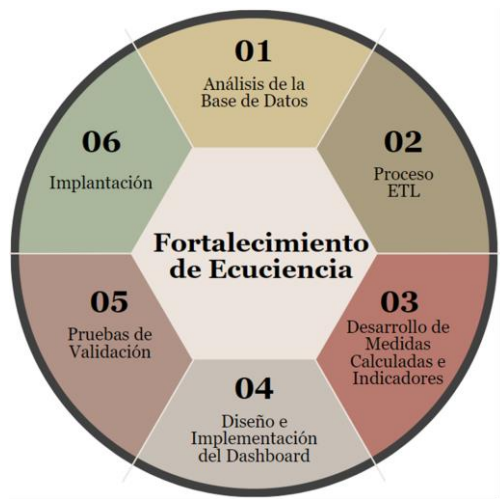 01
Análisis de la
Base de Datos
02
Proceso
ETL
03
Desarrollo de
Medidas
Calculadas e
Indicadores
04
Diseño e
Implementación
del Dashboard
05
Pruebas de
Validación
06
Implantación
Fortalecimiento
de Ecuciencia